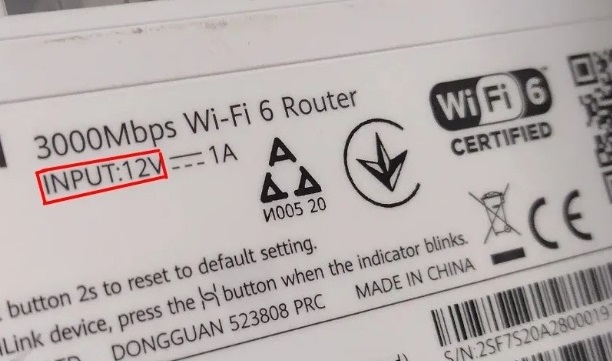 3000Mbps Wi-Fi 6 Router
INPUT:12V 1A
И005 20
Wi Fi 6
CERTIFIED
CE
button 2s to reset to default setting.
Link device, press the button when the indicator blinks.
DONGGUAN 523808 PRC MADE IN CHINA
S/N:2SF7S20A2800019